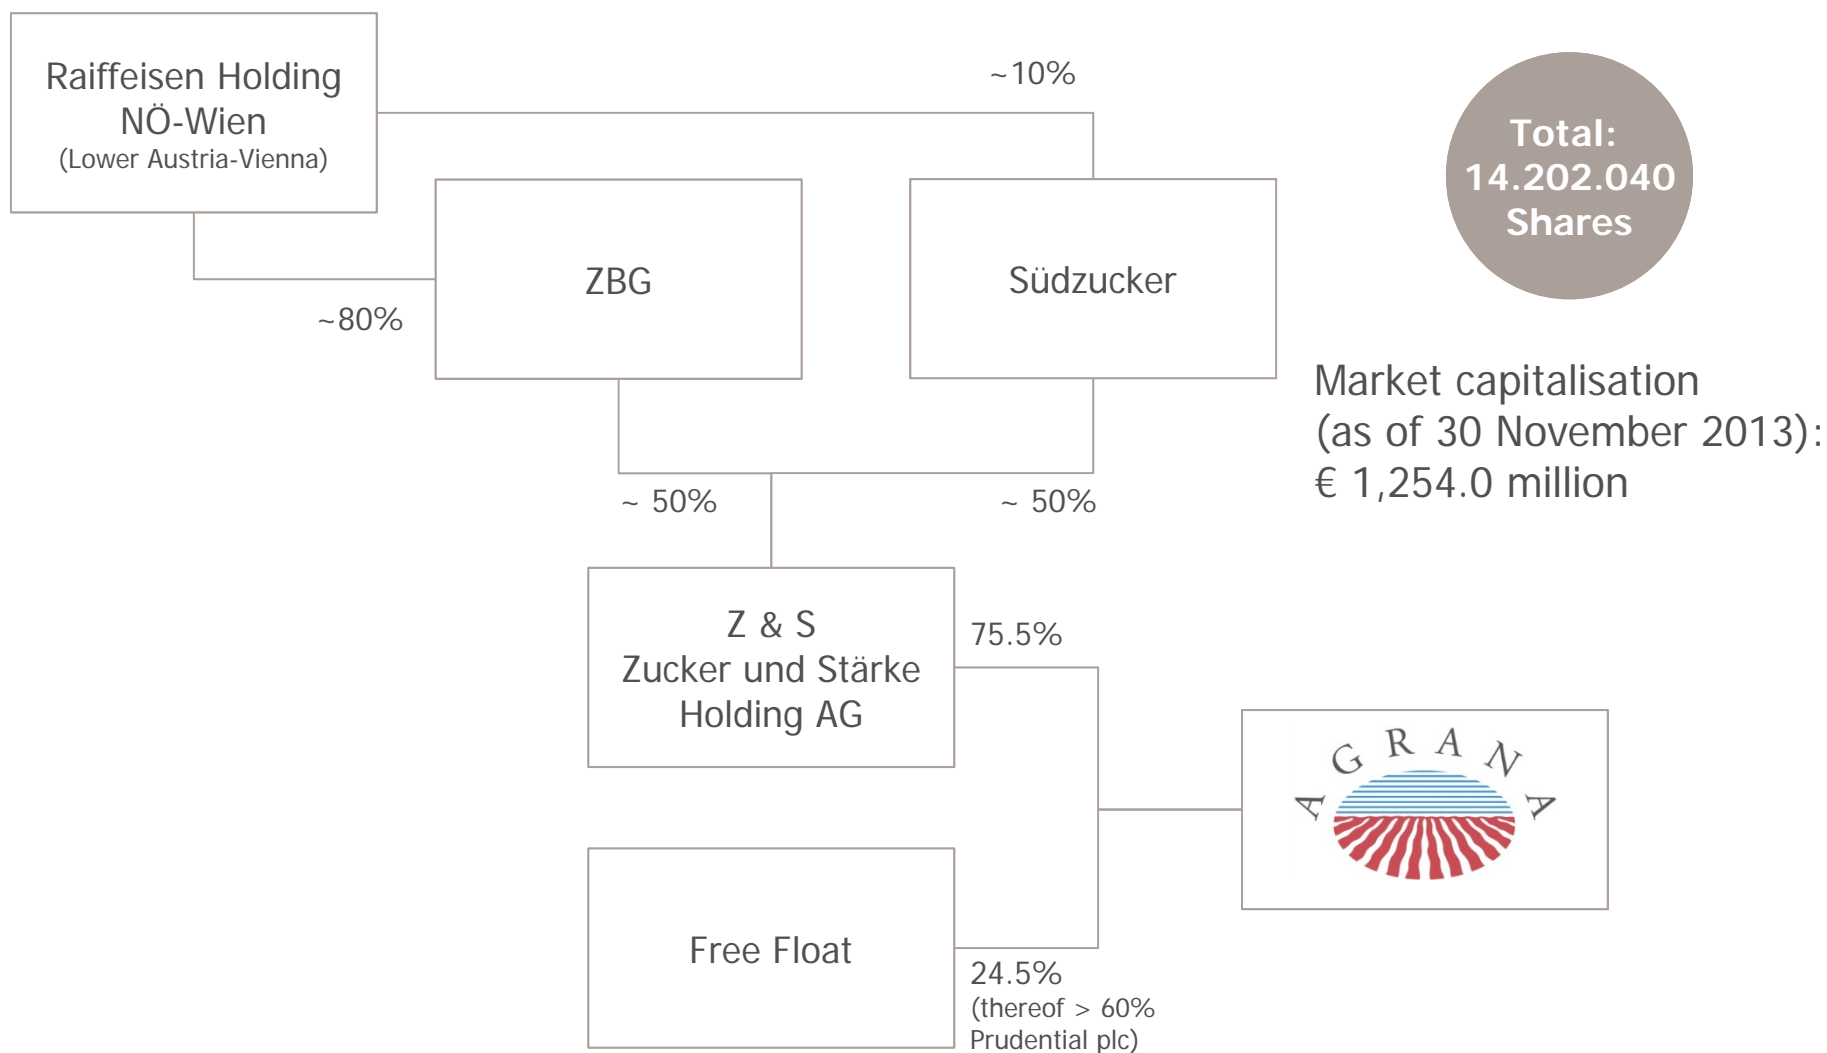 Raiffeisen Holding
NÖ-Wien
(Lower Austria-Vienna)
~10%
Total:
14.202.040
Shares
ZBG
Südzucker
~80%
Market capitalisation
(as of 30 November 2013):
€ 1,254.0 million
~ 50%
~ 50%
Z & S
Zucker und Stärke
Holding AG
75.5%
AGRANA
Free Float
24.5%
(thereof > 60%
Prudential plc)